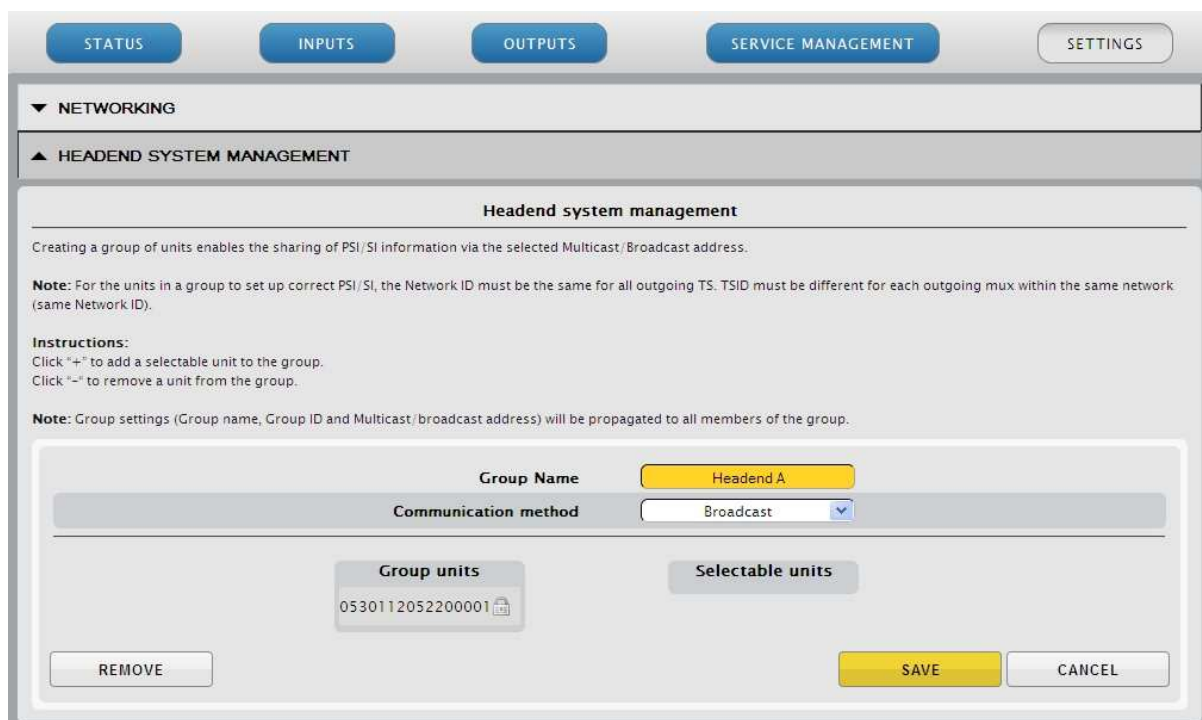 STATUS INPUTS OUTPUTS SERVICE MANAGEMENT SETTINGS
NETWORKING
HEADEND SYSTEM MANAGEMENT
Headend system management
Creating a group of units enables the sharing of PSI/SI information via the selected Multicast/Broadcast address.
Note: For the units in a group to set up correct PSI/SI, the Network ID must be the same for all outgoing TS. TSID must be different for each outgoing mux within the same network
(same Network ID).
Instructions:
Click "+" to add a selectable unit to the group.
Click "-" to remove a unit from the group.
Note: Group settings (Group name, Group ID and Multicast/broadcast address) will be propagated to all members of the group.
Group Name Headend A
Communication method Broadcast
Group units Selectable units
0530112052200001
REMOVE SAVE CANCEL